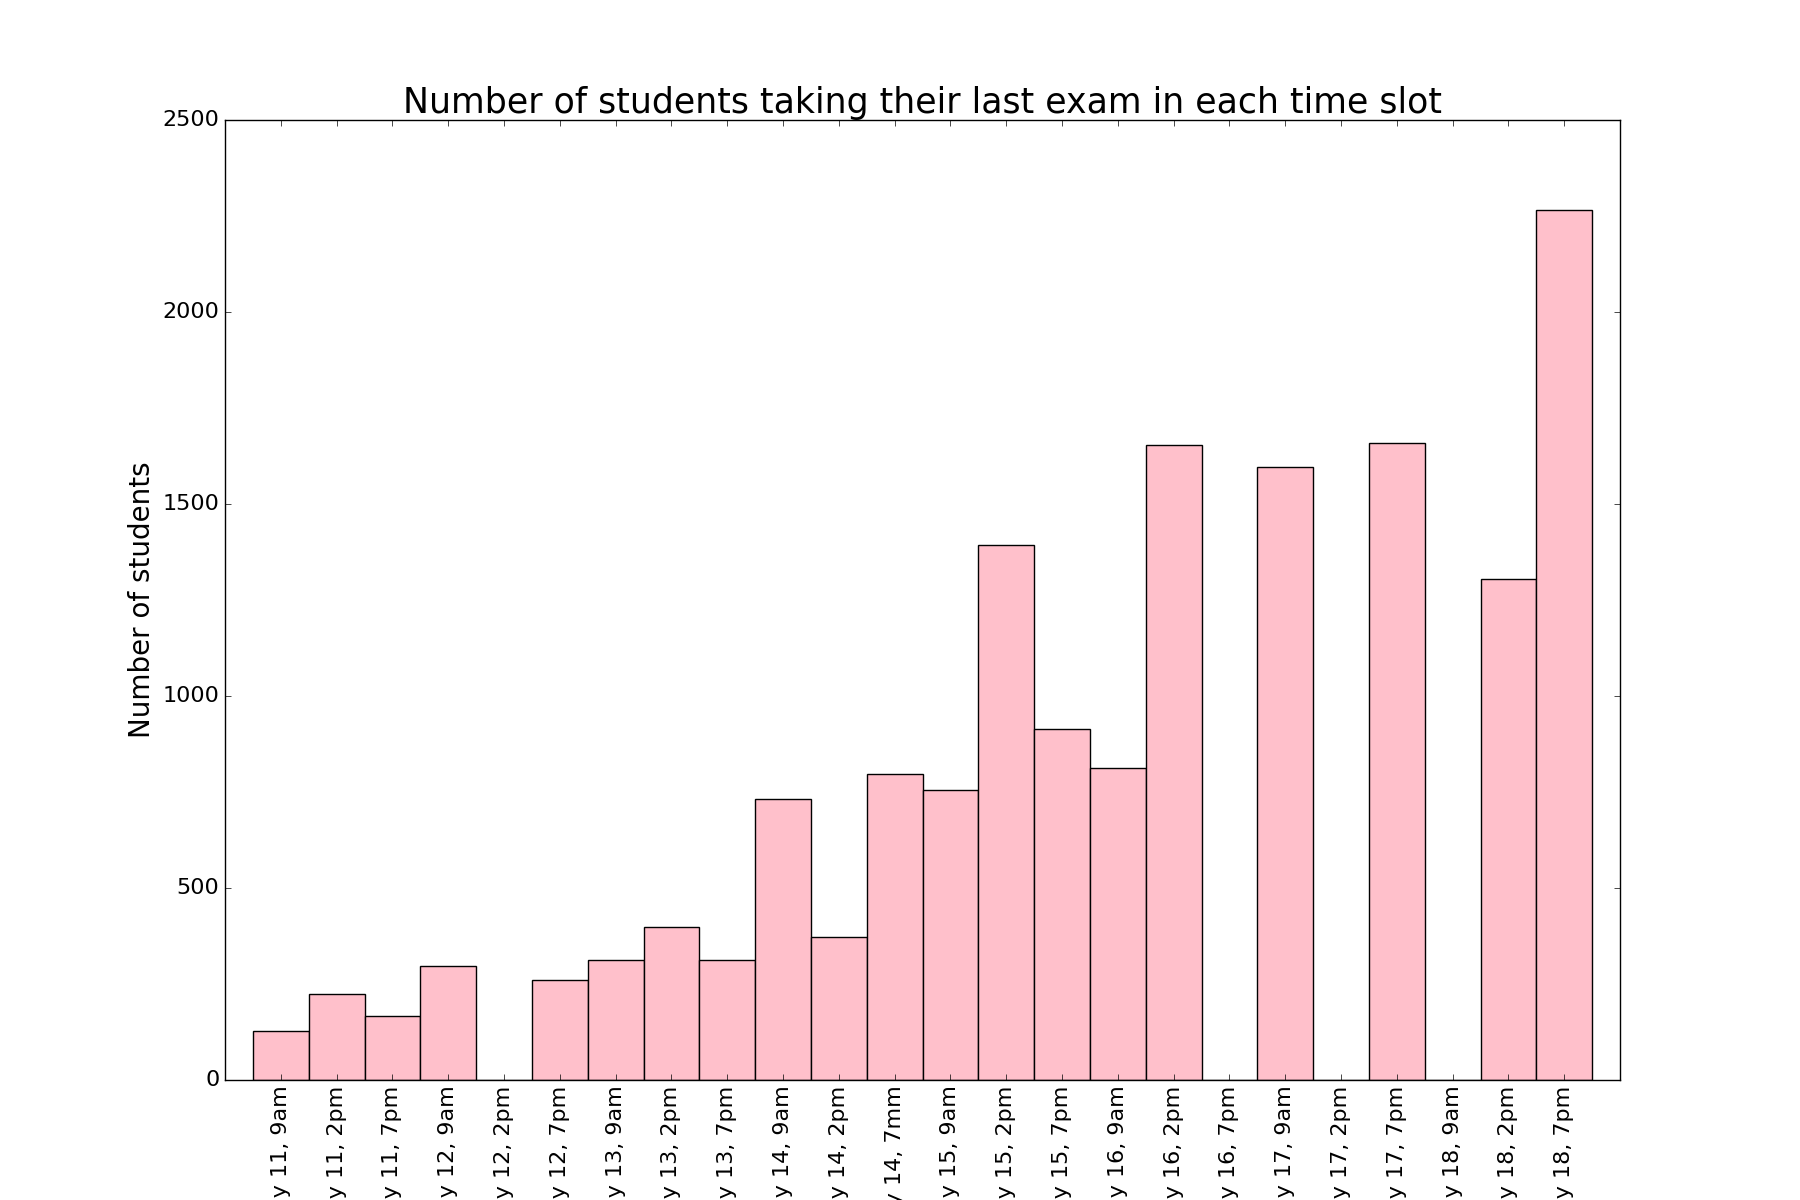 Number of students taking their last exam in each time slot
Number of students
2500
2000
1500
1000
500
0
y 11, 9am
y 11, 2pm
y 11, 7pm
y 12, 9am
y 12, 2pm
y 12, 7pm
y 13, 9am
y 13, 2pm
y 13, 7pm
y 14, 9am
y 14, 2pm
y 14, 7mm
y 15, 9am
y 15, 2pm
y 15, 7pm
y 16, 9am
y 16, 2pm
y 16, 7pm
y 17, 9am
y 17, 2pm
y 17, 7pm
y 18, 9am
y 18, 2pm
y 18, 7pm